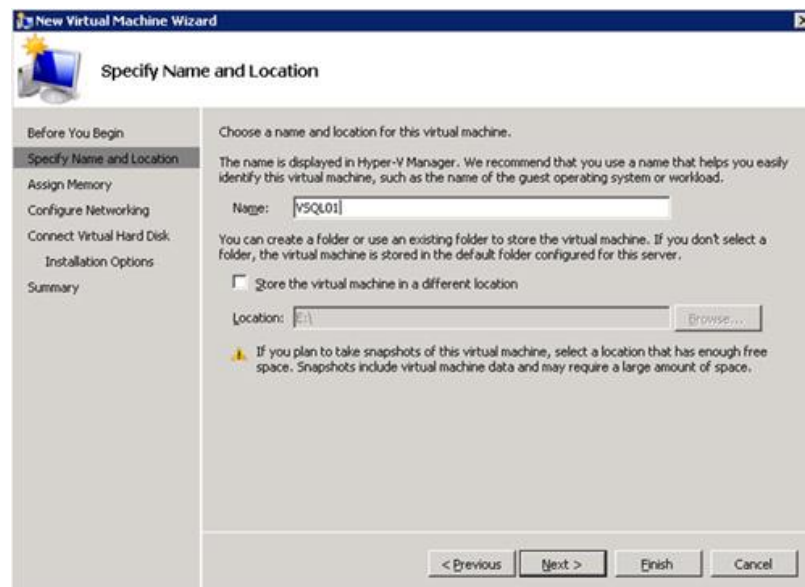 New Virtual Machine Wizard
Specify Name and Location
Before You Begin
Specify Name and Location
Assign Memory
Configure Networking
Connect Virtual Hard Disk
Installation Options
Summary
Choose a name and location for this virtual machine.
The name is displayed in Hyper-V Manager. We recommend that you use a name that helps you easily
identify this virtual machine, such as the name of the guest operating system or workload.
Name: VSQL01
You can create a folder or use an existing folder to store the virtual machine. If you don't select a
folder, the virtual machine is stored in the default folder configured for this server.
Store the virtual machine in a different location
Location: E:\ Browse...
If you plan to take snapshots of this virtual machine, select a location that has enough free
space. Snapshots include virtual machine data and may require a large amount of space.
< Previous Next > Finish Cancel